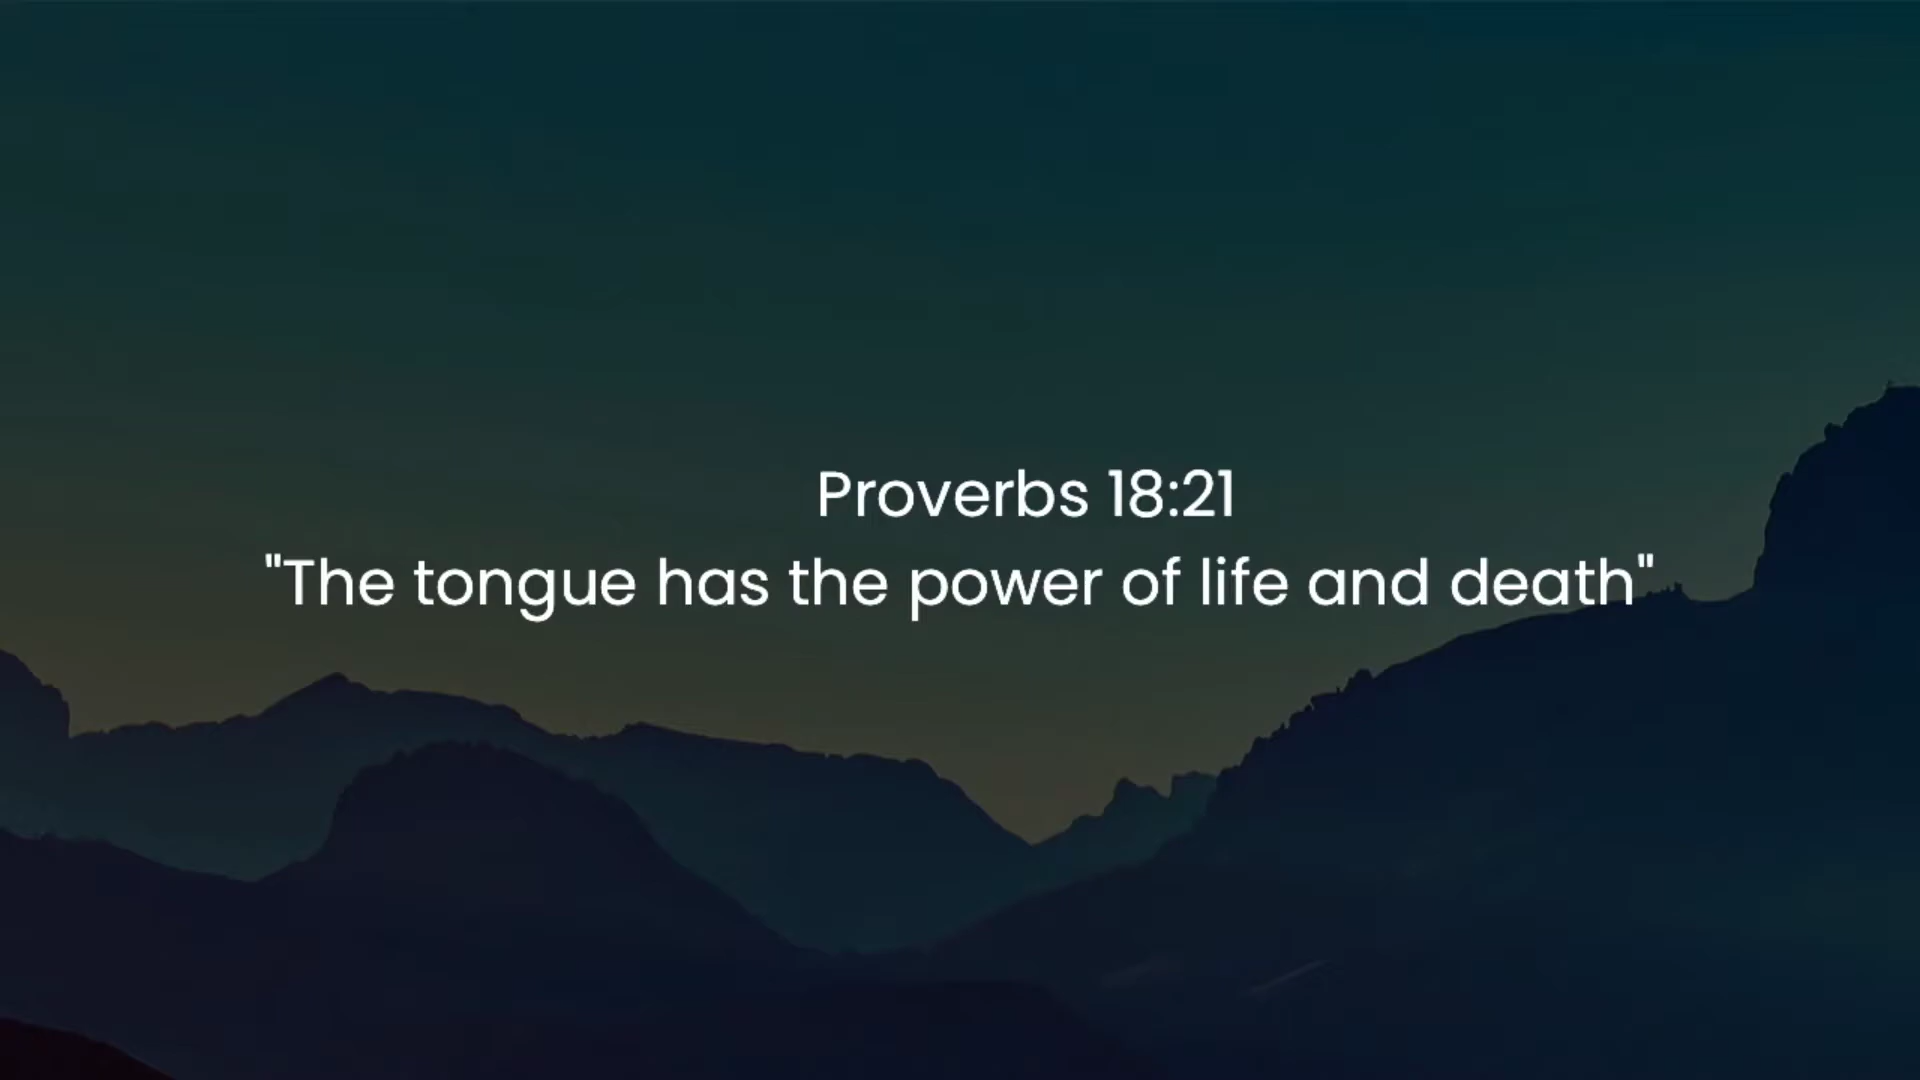 Proverbs 18:21
"The tongue has the power of life and death"